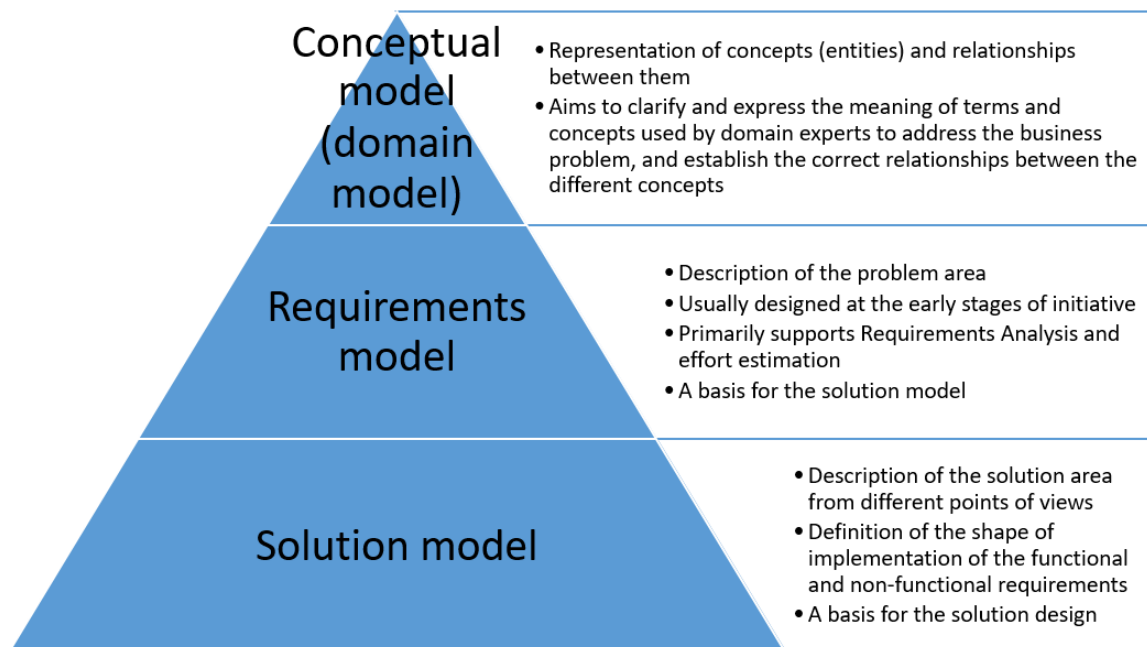 Conceptual
model
(domain
model)
• Representation of concepts (entities) and relationships
between them
• Aims to clarify and express the meaning of terms and
concepts used by domain experts to address the business
problem, and establish the correct relationships between the
different concepts
Requirements
model
• Description of the problem area
• Usually designed at the early stages of initiative
• Primarily supports Requirements Analysis and
effort estimation
• A basis for the solution model
Solution model
• Description of the solution area
from different points of views
• Definition of the shape of
implementation of the functional
and non-functional requirements
• A basis for the solution design